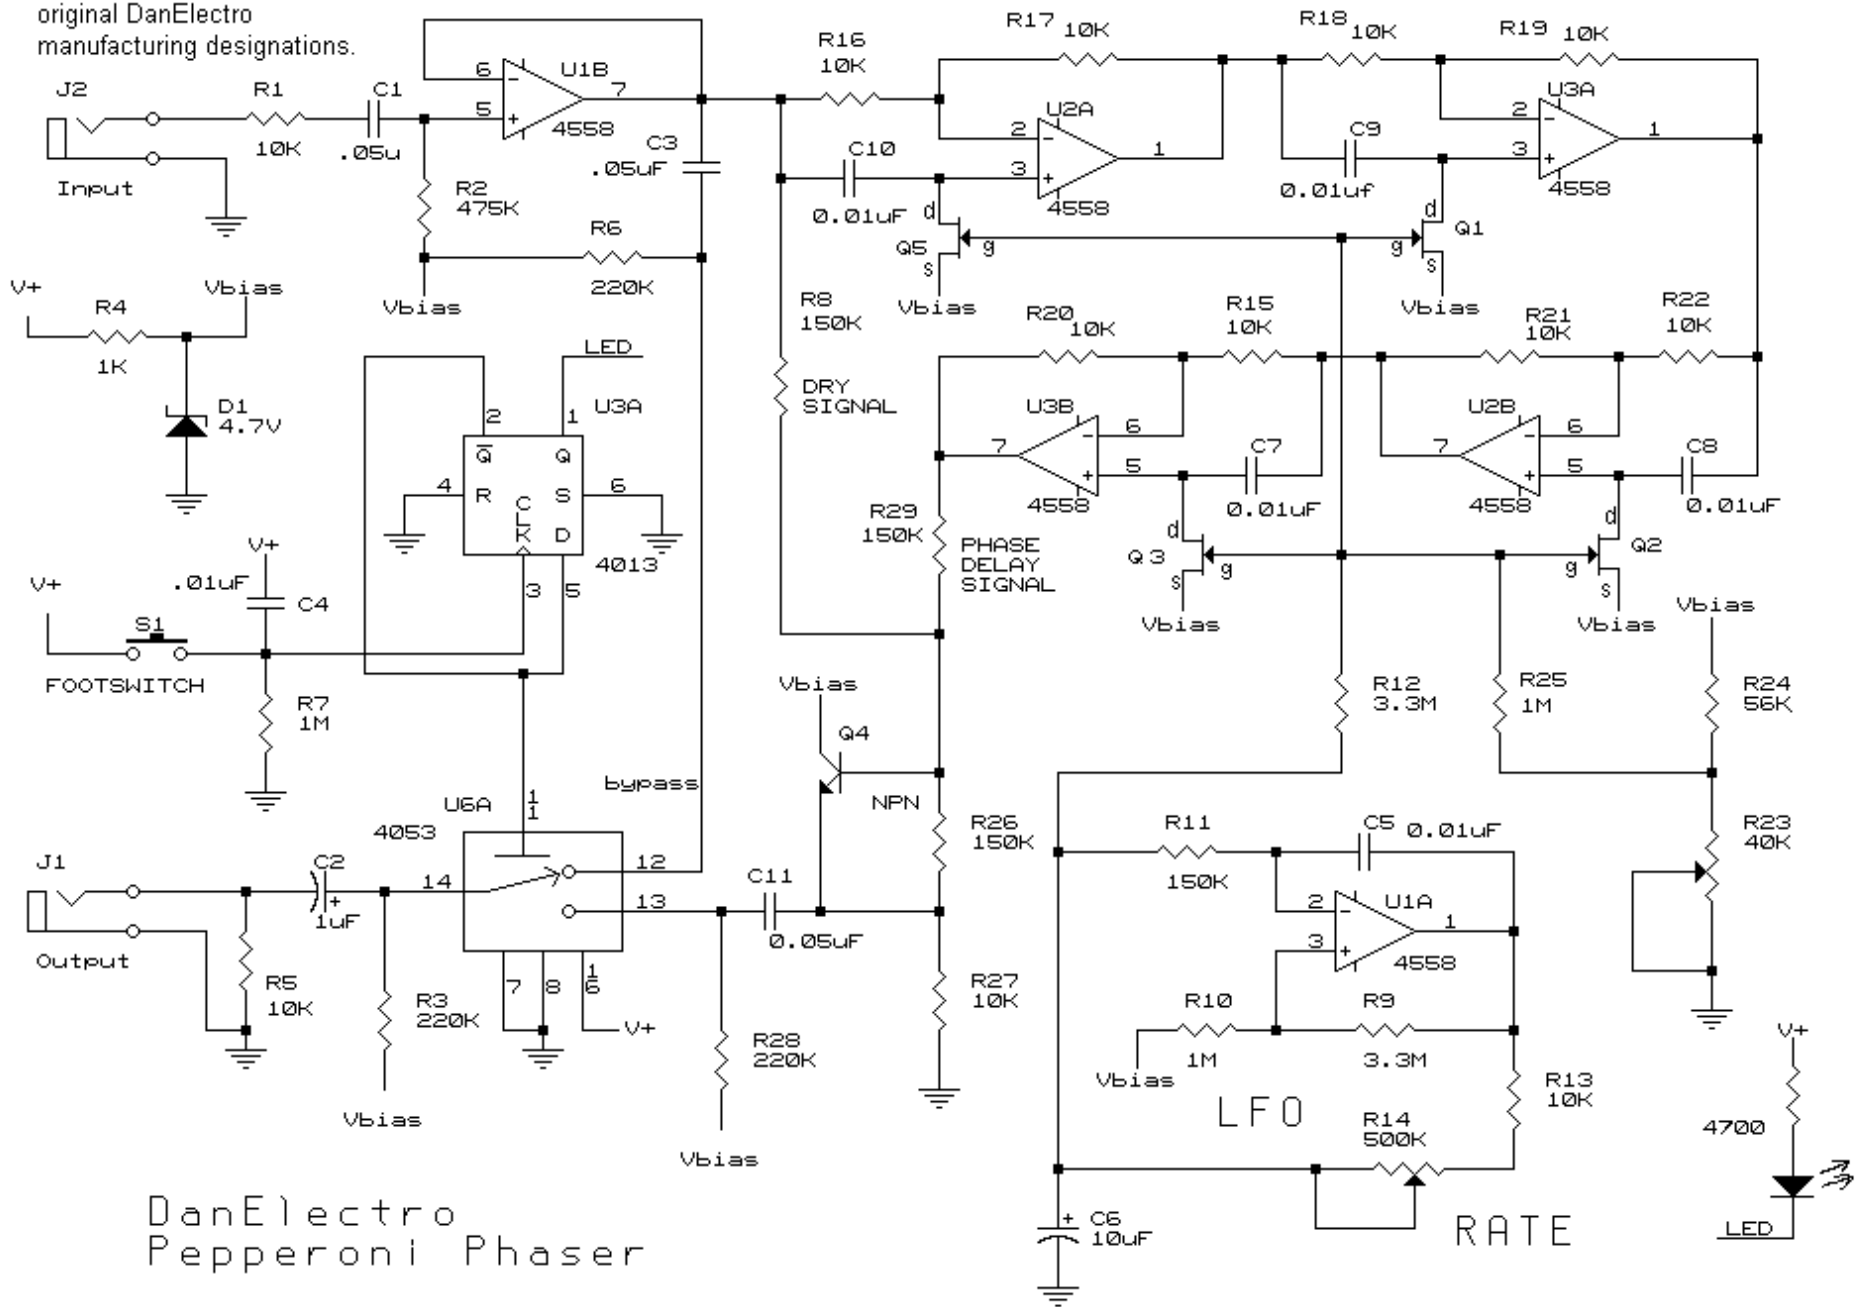 original DanElectro
manufacturing designations.
J2
Input
R1
10K
C1
.05u
6
5
7
U1B
4558
R2
475K
C3
.05uF
R6
220K
Vbias
R16
10K
C10
0.01uF
R17
10K
U2A
2
3
1
4558
R18
10K
C9
0.01uf
R19
10K
U3A
2
3
1
4558
d
g
s
Q5
Vbias
d
g
s
Q1
Vbias
V+
R4
1K
Vbias
D1
4.7V
R8
150K
DRY
SIGNAL
R20
10K
R15
10K
R21
10K
R22
10K
LED
U3A
2
1
Q
Q
4
R
S
6
CLK
D
3
5
4013
U3B
7
6
5
4558
C7
0.01uF
U2B
7
6
5
4558
C8
0.01uF
R29
150K
PHASE
DELAY
SIGNAL
d
g
s
Q3
Vbias
d
g
s
Q2
Vbias
V+
.01uF
C4
V+
S1
FOOTSWITCH
R7
1M
Vbias
Q4
NPN
R12
3.3M
R25
1M
Vbias
R24
56K
R23
40K
bypass
U6A
4053
11
12
13
14
7
8
16
V+
J1
Output
C2
+
1uF
R5
10K
R3
220K
Vbias
C11
0.05uF
R28
220K
Vbias
R26
150K
R27
10K
R11
150K
C5
0.01uF
U1A
2
3
1
4558
R10
1M
R9
3.3M
Vbias
LFO
R13
10K
R14
500K
RATE
+
C6
10uF
V+
4700
LED
DanElectro
Pepperoni Phaser